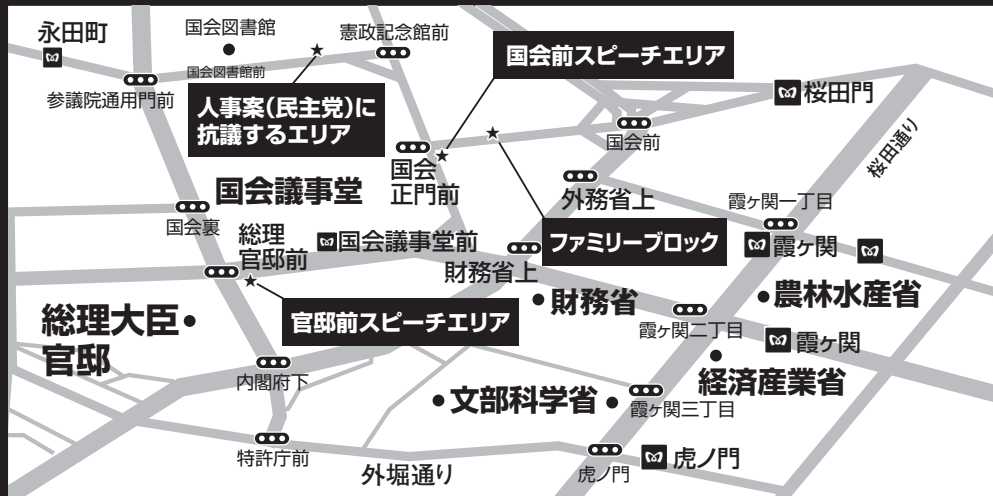 永田町
国会図書館
国会図書館前
憲政記念館前
国会前スピーチエリア
参議院通用門前
人事案(民主党)に
抗議するエリア
桜田門
国会前
桜田通り
国会
正門前
国会議事堂
外務省上
霞ヶ関一丁目
国会裏
総理
官邸前
国会議事堂前
財務省上
ファミリーブロック
霞ヶ関
農林水産省
総理大臣
官邸
官邸前スピーチエリア
財務省
霞ヶ関二丁目
霞ヶ関
内閣府下
経済産業省
文部科学省
霞ヶ関三丁目
特許庁前
外堀通り
虎ノ門
虎ノ門